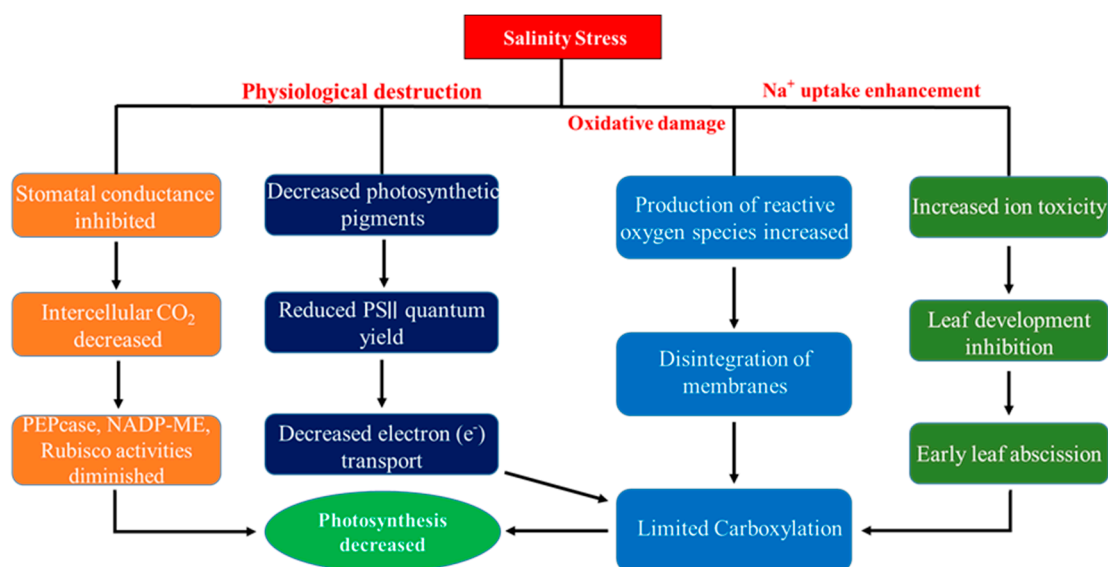 Salinity Stress
Physiological destruction
Na⁺ uptake enhancement
Oxidative damage
Stomatal conductance
inhibited
Intercellular CO₂
decreased
PEPcase, NADP-ME,
Rubisco activities
diminished
Decreased photosynthetic
pigments
Reduced PS|| quantum
yield
Decreased electron (e⁻)
transport
Production of reactive
oxygen species increased
Disintegration of
membranes
Limited Carboxylation
Increased ion toxicity
Leaf development
inhibition
Early leaf abscission
Photosynthesis
decreased